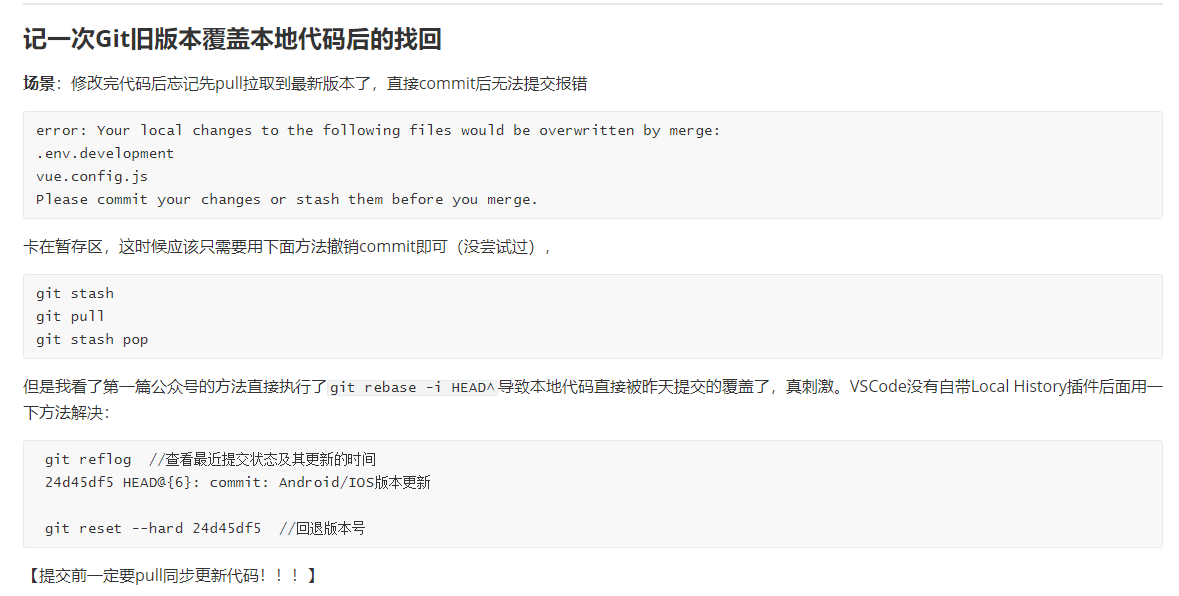 记一次Git旧版本覆盖本地代码后的找回
场景：修改完代码后忘记先pull拉取到最新版本了，直接commit后无法提交报错
error: Your local changes to the following files would be overwritten by merge:
.env.development
vue.config.js
Please commit your changes or stash them before you merge.
卡在暂存区，这时候应该只需要用下面方法撤销commit即可（没尝试过），
git stash
git pull
git stash pop
但是我看了第一篇公众号的方法直接执行了git rebase -i HEAD^导致本地代码直接被昨天提交的覆盖了，真刺激。VSCode没有自带Local History插件后面用一
下方法解决：
git reflog  //查看最近提交状态及其更新的时间
24d45df5 HEAD@{6}: commit: Android/IOS版本更新
git reset --hard 24d45df5  //回退版本号
【提交前一定要pull同步更新代码！！！】